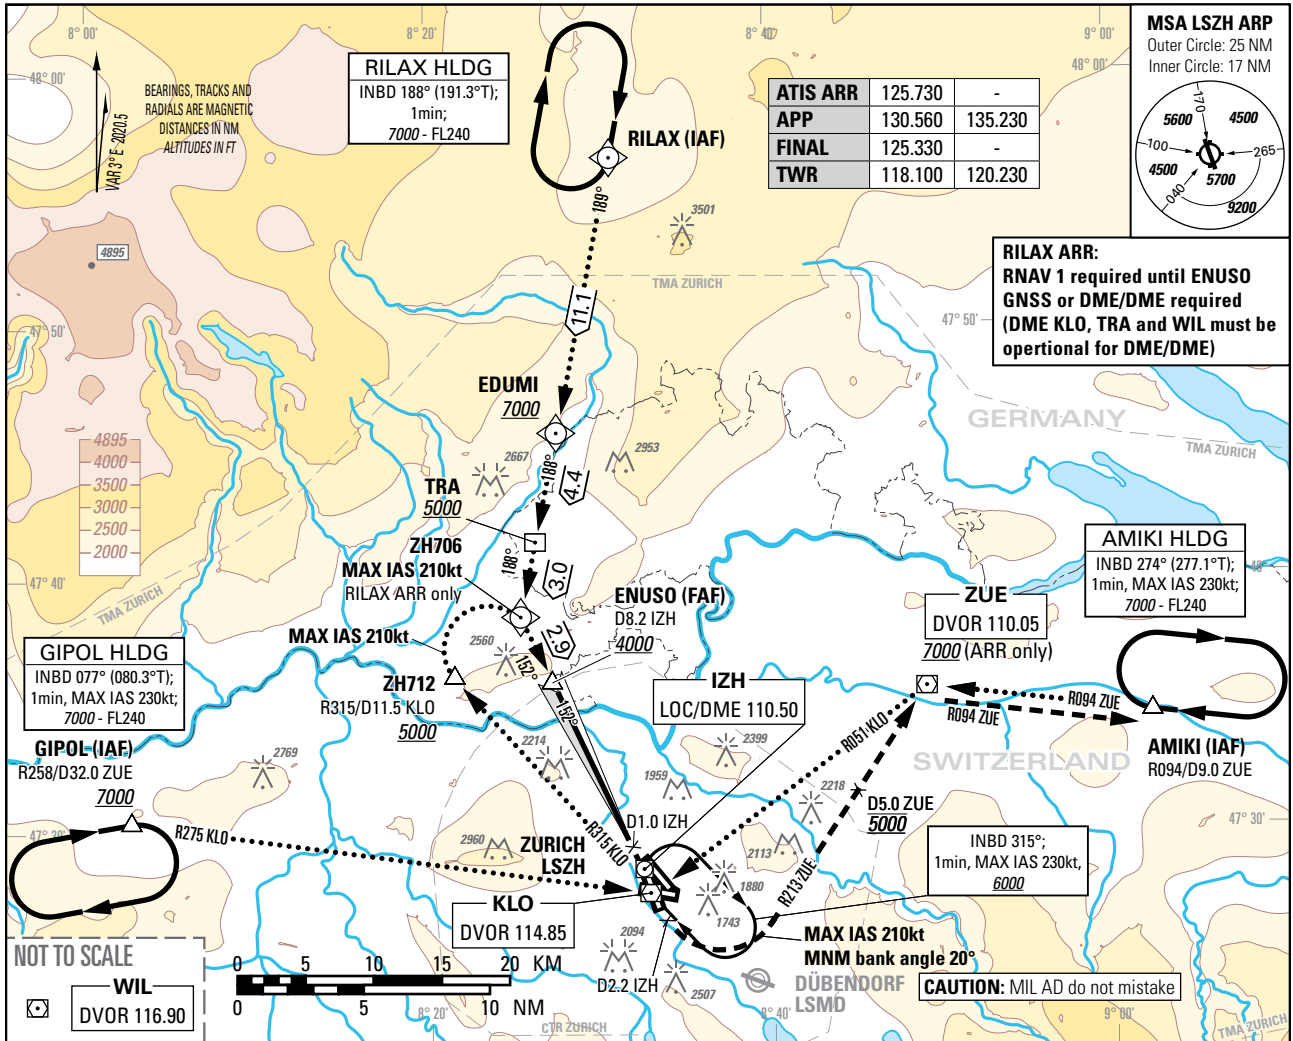 8° 00'
8° 20'
8° 40'
9° 00'
48° 00'
48° 00'
VAR 3° E - 2020.5
BEARINGS, TRACKS AND
RADIALS ARE MAGNETIC
DISTANCES IN NM
ALTITUDES IN FT
RILAX HLDG
INBD 188° (191.3°T);
1min;
7000 - FL240
RILAX (IAF)
ATIS ARR 125.730 -
APP 130.560 135.230
FINAL 125.330 -
TWR 118.100 120.230
MSA LSZH ARP
Outer Circle: 25 NM
Inner Circle: 17 NM
170
5600
4500
100
265
4500
5700
040
9200
RILAX ARR:
RNAV 1 required until ENUSO
GNSS or DME/DME required
(DME KLO, TRA and WIL must be
opertional for DME/DME)
189°
3501
4895
TMA ZURICH
11.1
47° 50'
47° 50'
EDUMI
7000
GERMANY
TMA ZURICH
4895
4000
3500
3000
2500
2000
2667
2953
188°
4.4
TRA
5000
ZH706
MAX IAS 210kt
RILAX ARR only
188°
3.0
47° 40'
TMA ZURICH
AMIKI HLDG
INBD 274° (277.1°T);
1min, MAX IAS 230kt;
7000 - FL240
ENUSO (FAF)
D8.2 IZH
4000
2.9
ZUE
DVOR 110.05
7000 (ARR only)
MAX IAS 210kt
2560
152°
152°
GIPOL HLDG
INBD 077° (080.3°T);
1min, MAX IAS 230kt;
7000 - FL240
ZH712
R315/D11.5 KLO
5000
IZH
LOC/DME 110.50
R094 ZUE
R094 ZUE
R051 KLO
GIPOL (IAF)
R258/D32.0 ZUE
7000
2769
2214
2399
1959
SWITZERLAND
AMIKI (IAF)
R094/D9.0 ZUE
2218
D5.0 ZUE
5000
47° 30'
47° 30'
R275 KLO
R315 KLO
D1.0 IZH
2960
ZURICH
LSZH
2113
INBD 315°;
1min, MAX IAS 230kt,
6000
R213 ZUE
1880
1743
KLO
DVOR 114.85
2094
MAX IAS 210kt
MNM bank angle 20°
D2.2 IZH
2507
DÜBENDORF
LSMD
CAUTION: MIL AD do not mistake
NOT TO SCALE
WIL
DVOR 116.90
0 5 10 15 20 KM
0 5 10 NM
8° 20'
CTR ZURICH
8° 40'
9° 00'
TMA ZURICH